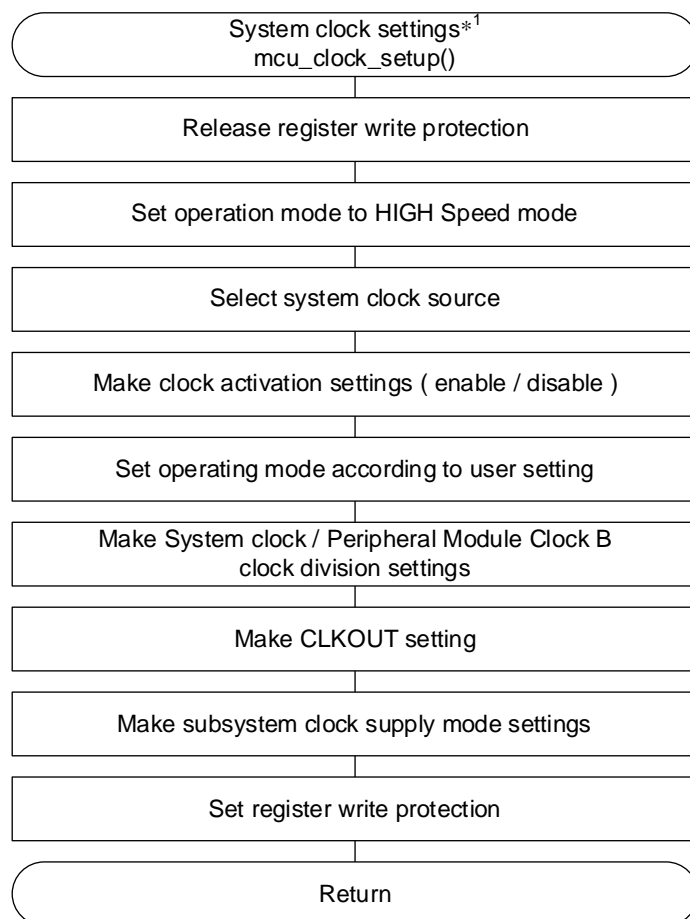 System clock settings*1
mcu_clock_setup()
Release register write protection
Set operation mode to HIGH Speed mode
Select system clock source
Make clock activation settings ( enable / disable )
Set operating mode according to user setting
Make System clock / Peripheral Module Clock B
clock division settings
Make CLKOUT setting
Make subsystem clock supply mode settings
Set register write protection
Return